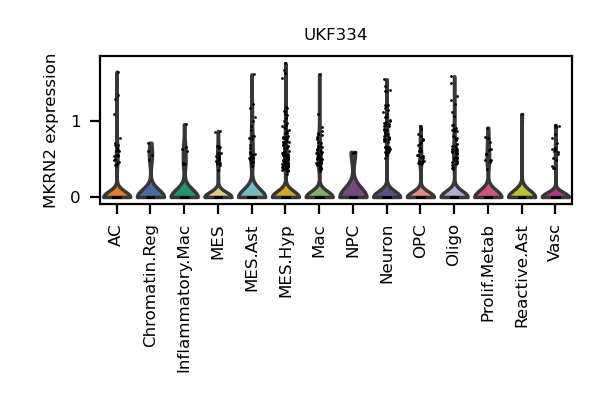 UKF334
MKRN2 expression
1
0
AC
Chromatin.Reg
Inflammatory.Mac
MES
MES.Ast
MES.Hyp
Mac
NPC
Neuron
OPC
Oligo
Prolif.Metab
Reactive.Ast
Vasc